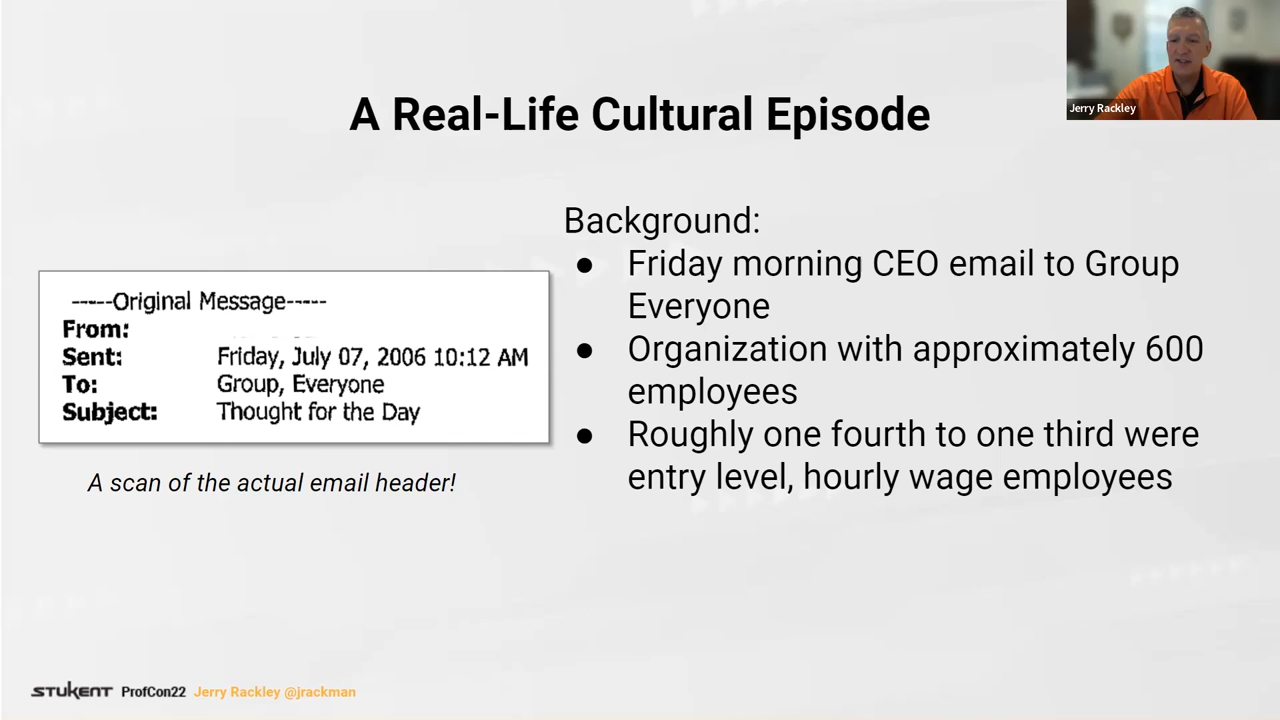 Jerry Rackley
A Real-Life Cultural Episode
-----Original Message-----
From:
Sent: Friday, July 07, 2006 10:12 AM
To: Group, Everyone
Subject: Thought for the Day
A scan of the actual email header!
Background:
● Friday morning CEO email to Group
Everyone
● Organization with approximately 600
employees
● Roughly one fourth to one third were
entry level, hourly wage employees
STUKENT ProfCon22 Jerry Rackley @jrackman